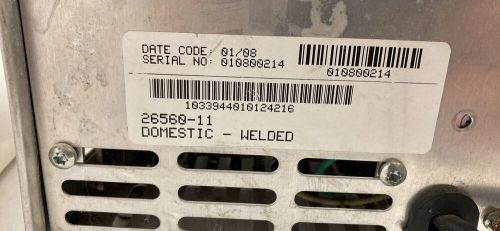 DATE CODE: 01/08
SERIAL NO: 010800214
010800214
1033944010124216
26560-11
DOMESTIC - WELDED